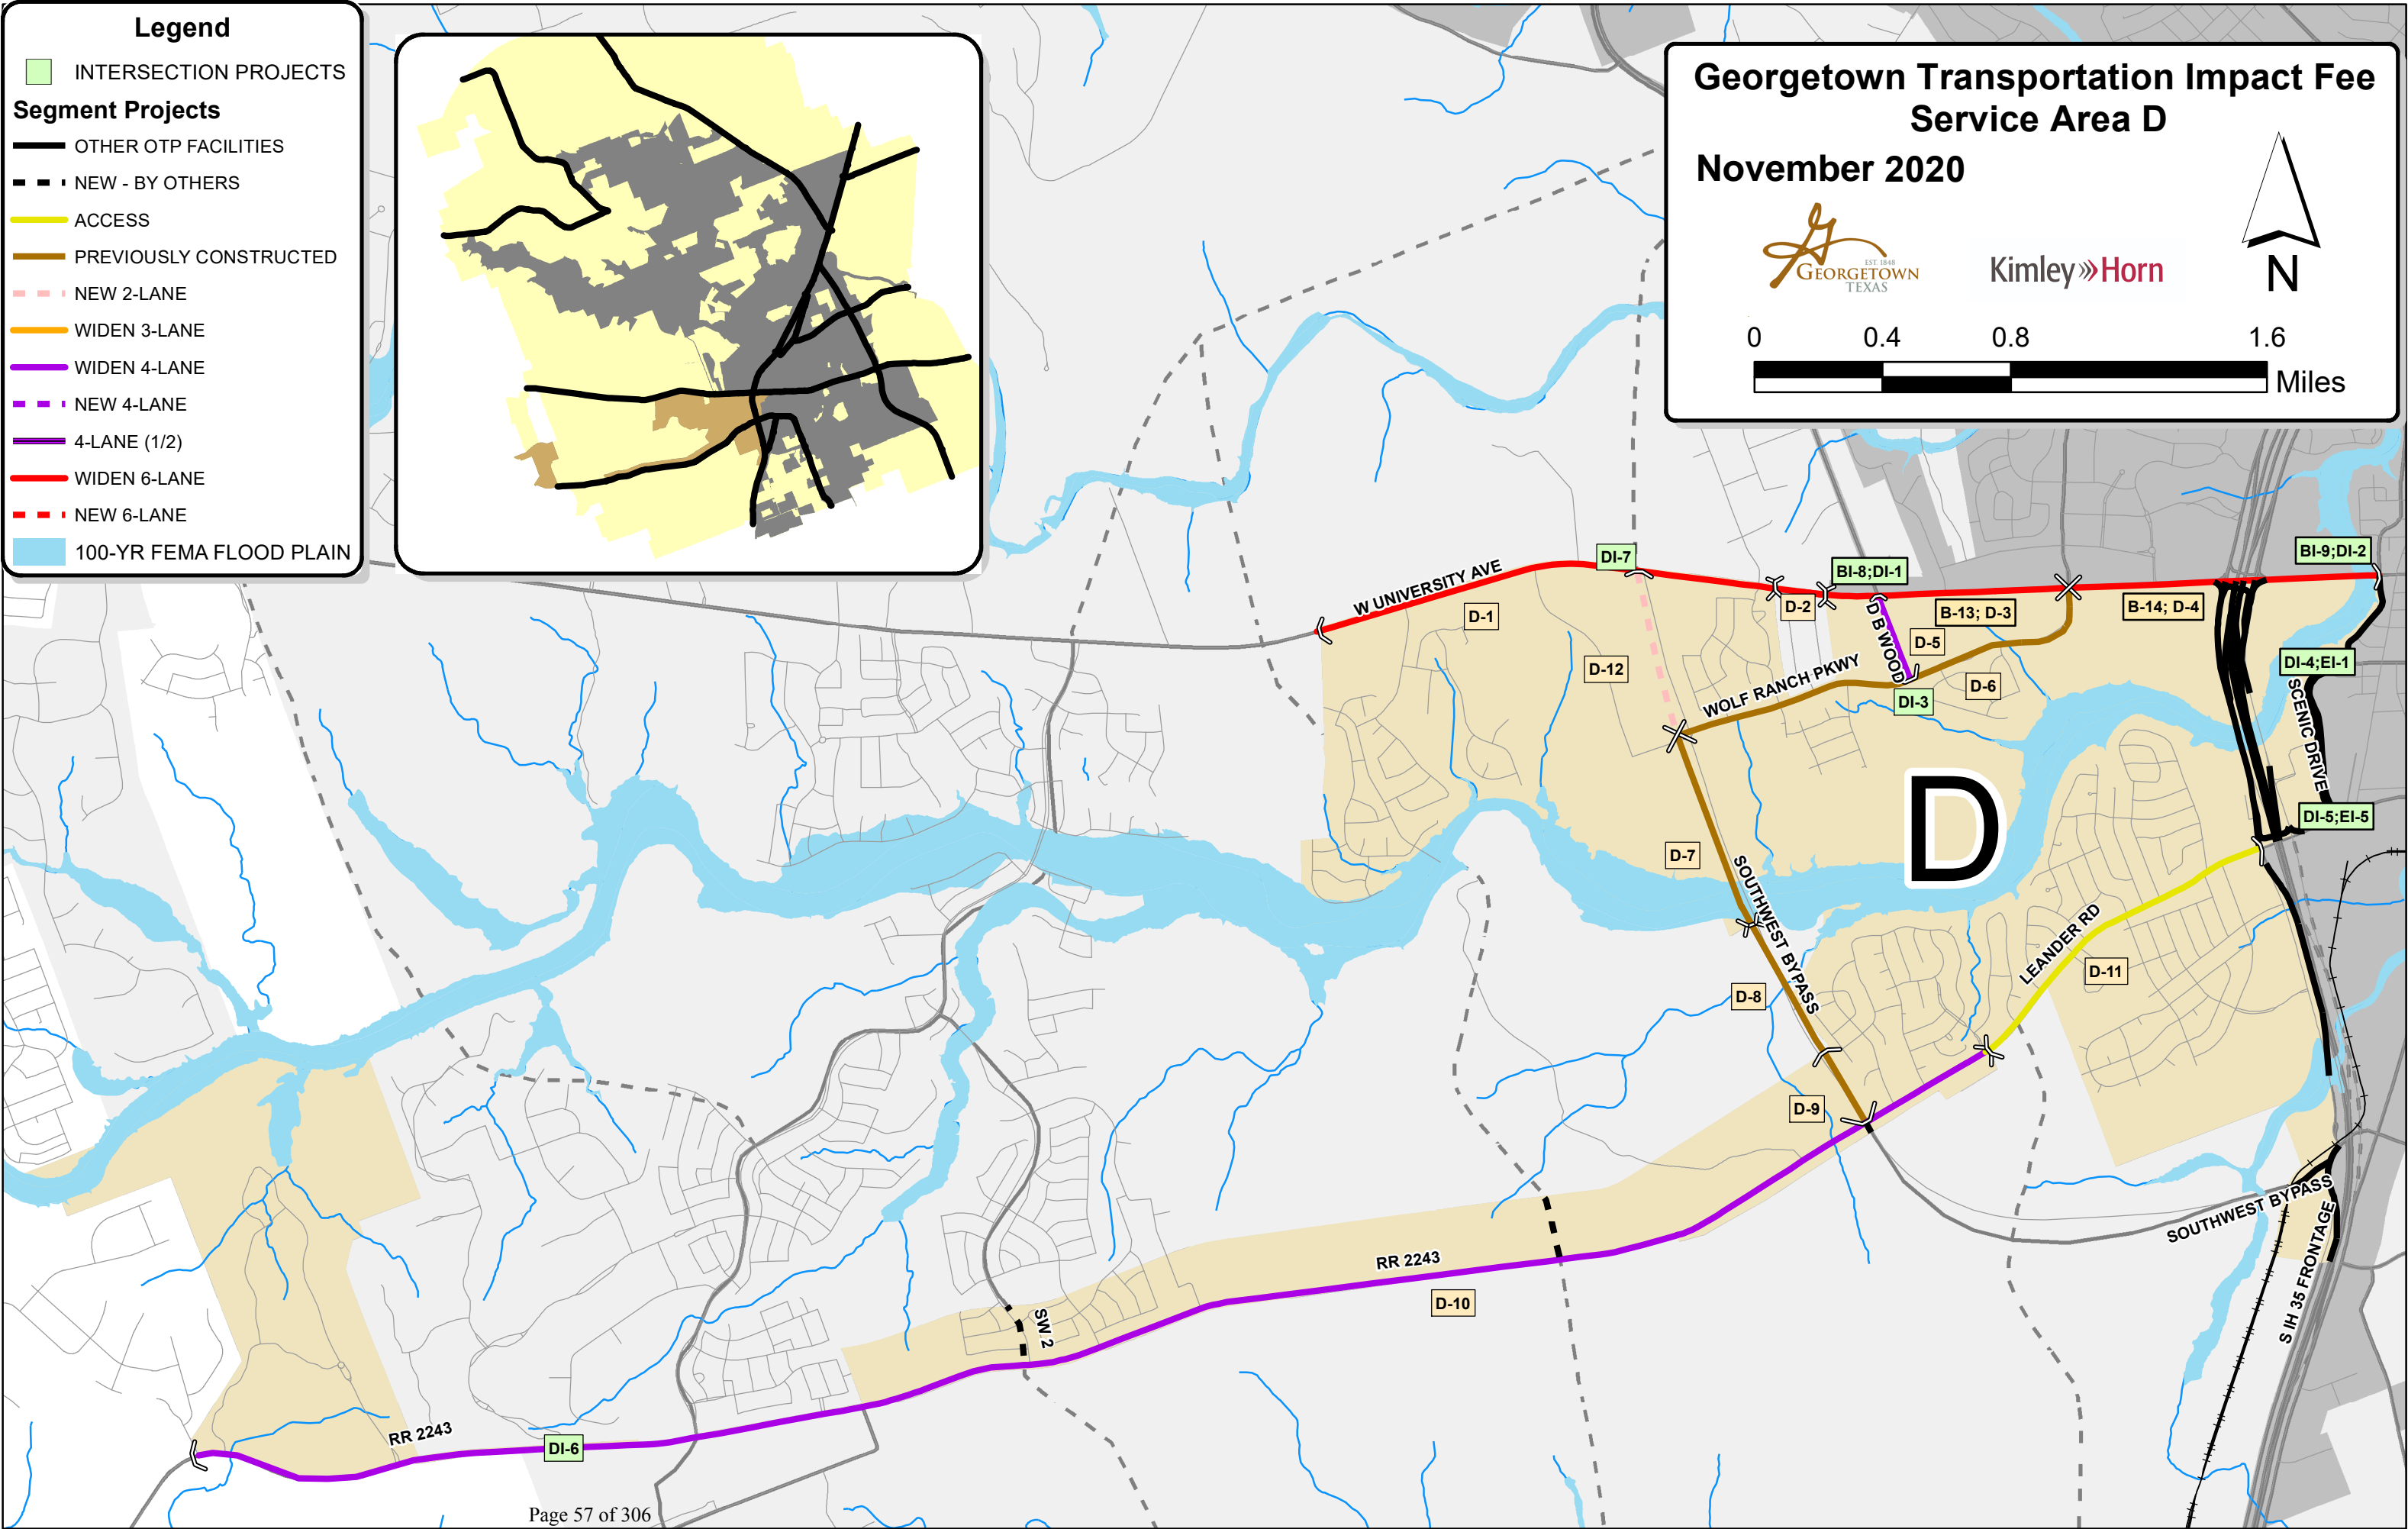 Legend
INTERSECTION PROJECTS
Segment Projects
OTHER OTP FACILITIES
NEW - BY OTHERS
ACCESS
PREVIOUSLY CONSTRUCTED
NEW 2-LANE
WIDEN 3-LANE
WIDEN 4-LANE
NEW 4-LANE
4-LANE (1/2)
WIDEN 6-LANE
NEW 6-LANE
100-YR FEMA FLOOD PLAIN
Georgetown Transportation Impact Fee
Service Area D
November 2020
EST. 1848
GEORGETOWN
TEXAS
Kimley»Horn
N
0 0.4 0.8 1.6
Miles
W UNIVERSITY AVE
DI-7
BI-8;DI-1
BI-9;DI-2
D-1
D-2
B-13; D-3
B-14; D-4
D B WOOD
D-5
D-12
WOLF RANCH PKWY
D-6
DI-3
DI-4;EI-1
SCENIC DRIVE
D
DI-5;EI-5
D-7
SOUTHWEST BYPASS
D-8
LEANDER RD
D-11
D-9
SOUTHWEST BYPASS
S IH 35 FRONTAGE
RR 2243
D-10
SW 2
RR 2243
DI-6
Page 57 of 306